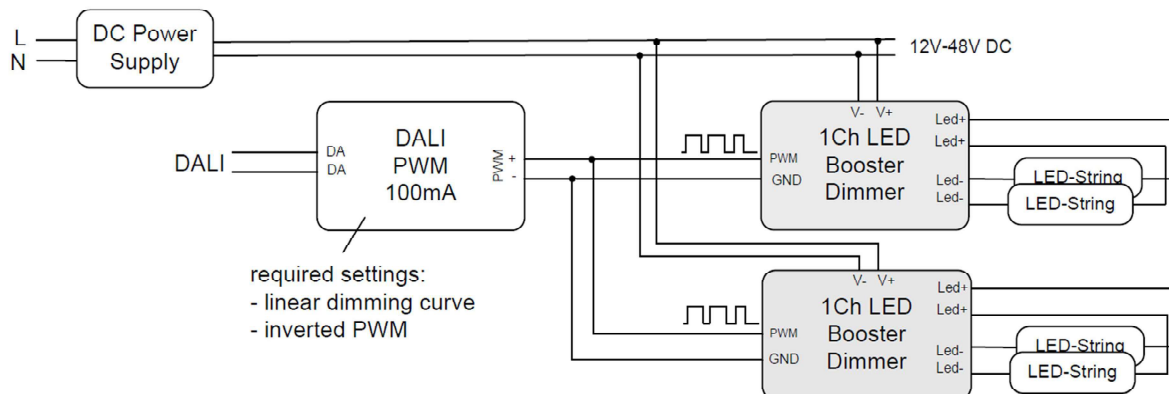 L
N
DC Power
Supply
12V-48V DC
DALI
DA
DA
DALI
PWM
100mA
PWM
+
-
required settings:
- linear dimming curve
- inverted PWM
V- V+
PWM
GND
1Ch LED
Booster
Dimmer
Led+
Led+
Led-
Led-
LED-String
LED-String
V- V+
PWM
GND
1Ch LED
Booster
Dimmer
Led+
Led+
Led-
Led-
LED-String
LED-String